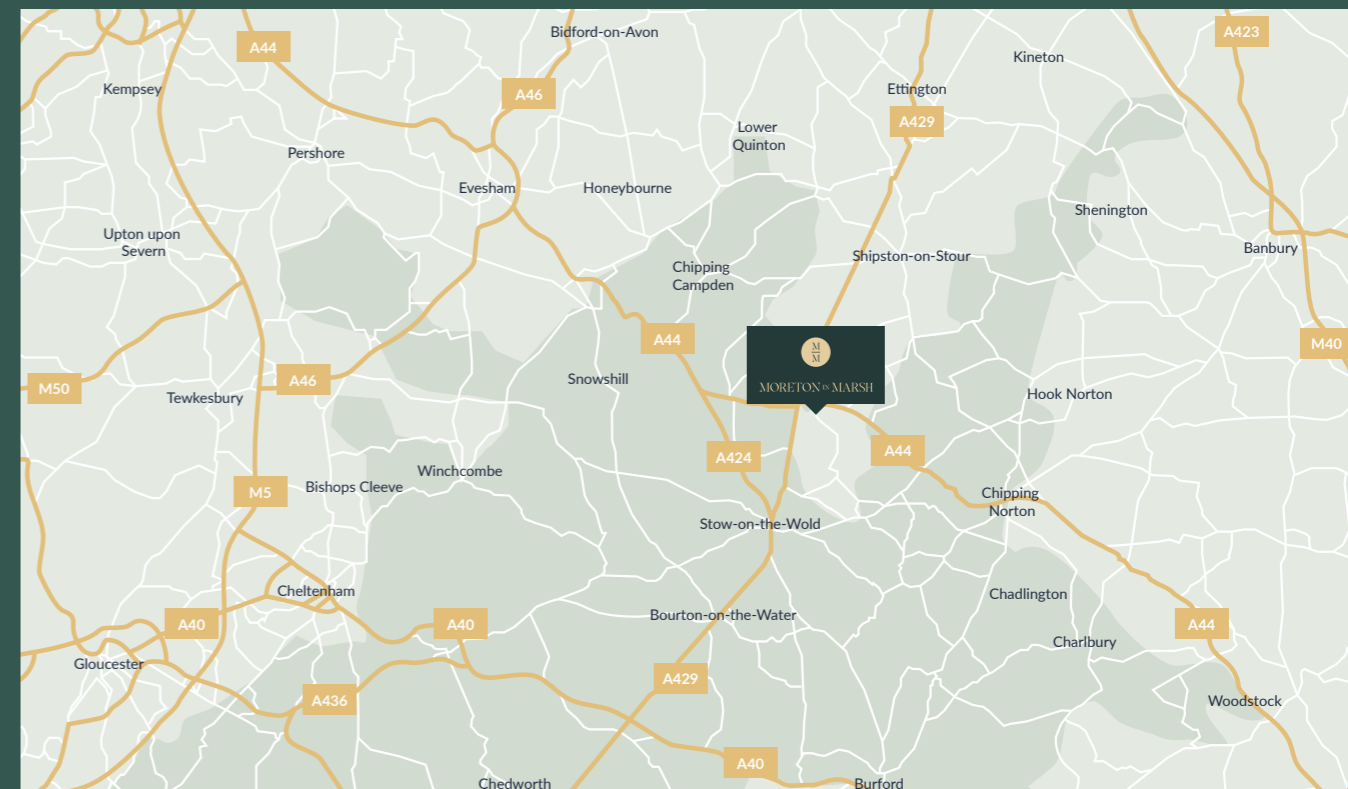 Bidford-on-Avon
A423
A44
Kineton
Kempsey
A46
Ettington
A429
Lower
Quinton
Pershore
Evesham
Honeybourne
Shenington
Upton upon
Severn
Banbury
Shipston-on-Stour
Chipping
Campden
A44
M40
M
M
MORETON IN MARSH
Snowshill
A46
M50
Tewkesbury
Hook Norton
A424
A44
Winchcombe
Bishops Cleeve
M5
Chipping
Norton
Stow-on-the-Wold
Cheltenham
Chadlington
Bourton-on-the-Water
A40
A40
A44
Charlbury
Gloucester
A429
A436
Woodstock
A40
Chedworth
Burford